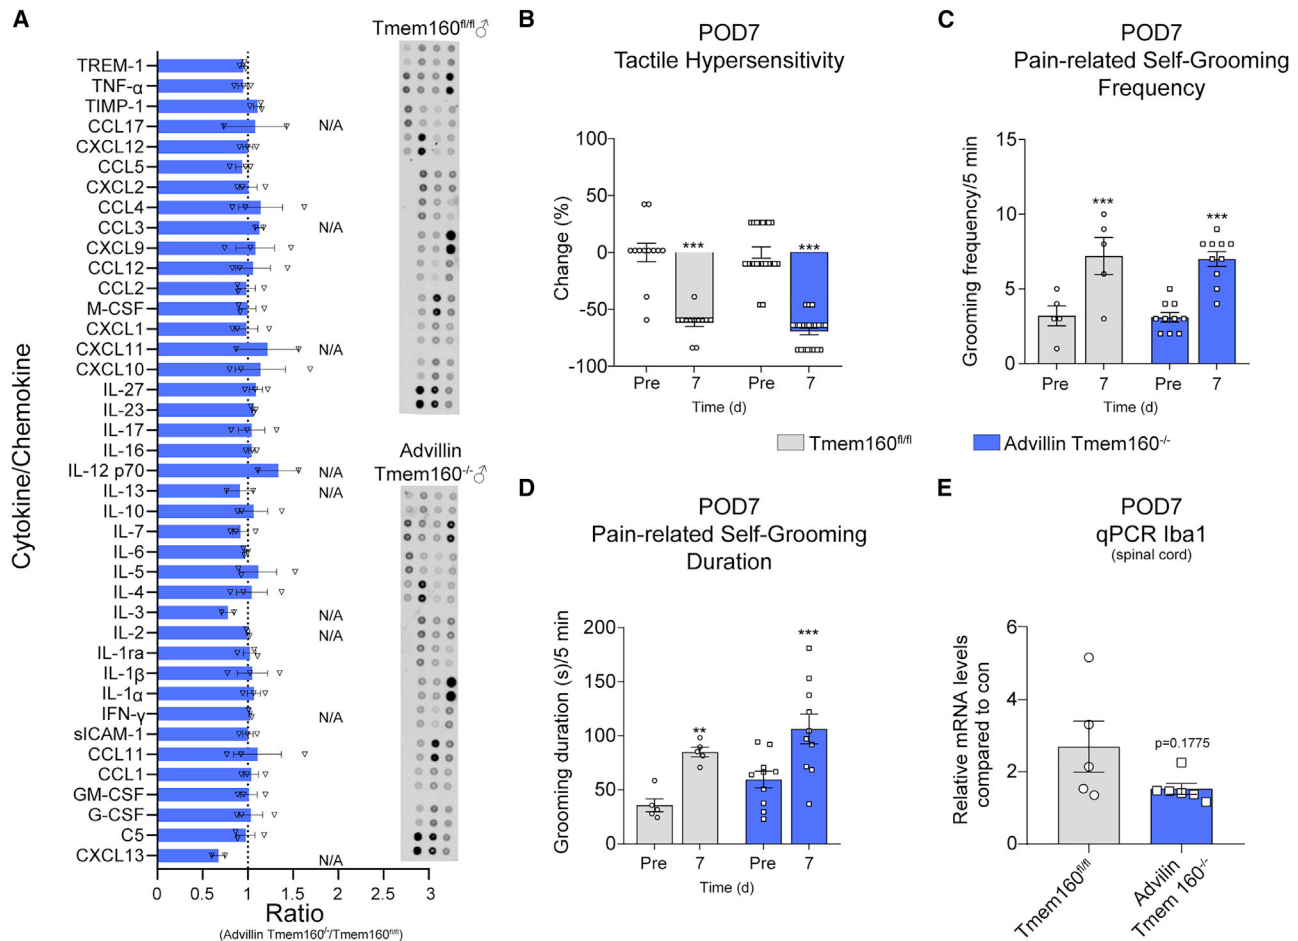 A
Tmem160fl/fl♂
TREM-1
TNF-α
TIMP-1
CCL17 N/A
CXCL12
CCL5
CXCL2
CCL4
CCL3 N/A
CXCL9
CCL12
CCL2
M-CSF
CXCL1
CXCL11 N/A
CXCL10
IL-27
IL-23
IL-17
IL-16
IL-12 p70 N/A
IL-13 N/A
IL-10
IL-7
IL-6
IL-5
IL-4
IL-3 N/A
IL-2 N/A
IL-1ra
IL-1β
IL-1α
IFN-γ N/A
sICAM-1
CCL11
CCL1
GM-CSF
G-CSF
C5
CXCL13 N/A
Cytokine/Chemokine
0 0.5 1 1.5 2 2.5 3
Ratio
(Advillin Tmem160-/-/Tmem160fl/fl)
Advillin
Tmem160-/-♂
B
POD7
Tactile Hypersensitivity
Change (%)
100
50
0
-50
-100
*** ***
Pre 7 Pre 7
Time (d)
C
POD7
Pain-related Self-Grooming
Frequency
Grooming frequency/5 min
15
10
5
0
*** ***
Pre 7 Pre 7
Time (d)
Tmem160fl/fl Advillin Tmem160-/-
D
POD7
Pain-related Self-Grooming
Duration
Grooming duration (s)/5 min
200
150
100
50
0
** ***
Pre 7 Pre 7
Time (d)
E
POD7
qPCR Iba1
(spinal cord)
Relative mRNA levels
compared to con
6
4
2
0
p=0.1775
Tmem160fl/fl
Advilin
Tmem 160-/-